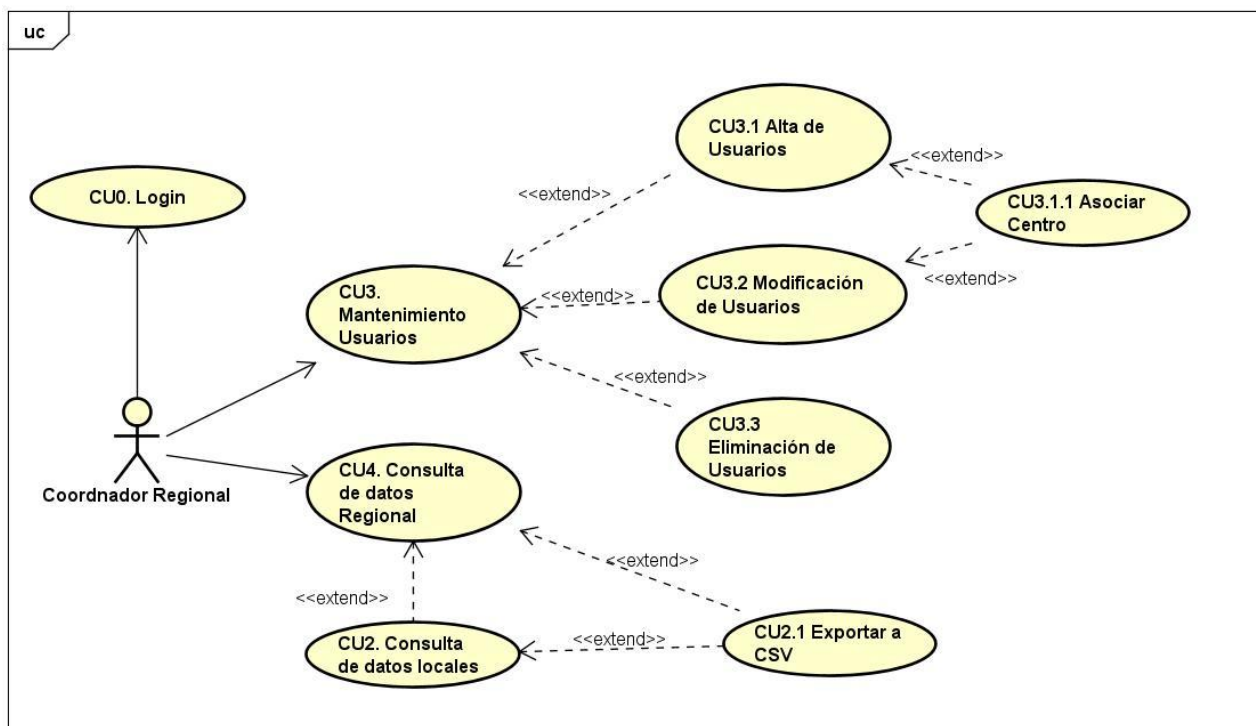 uc
CU3.1 Alta de
Usuarios
<<extend>>
<<extend>>
CU0. Login
CU3.1.1 Asociar
Centro
CU3.
Mantenimiento
Usuarios
<<extend>>
CU3.2 Modificación
de Usuarios
<<extend>>
<<extend>>
CU3.3
Eliminación de
Usuarios
Coordnador Regional
CU4. Consulta
de datos
Regional
<<extend>>
<<extend>>
CU2. Consulta
de datos locales
<<extend>>
CU2.1 Exportar a
CSV